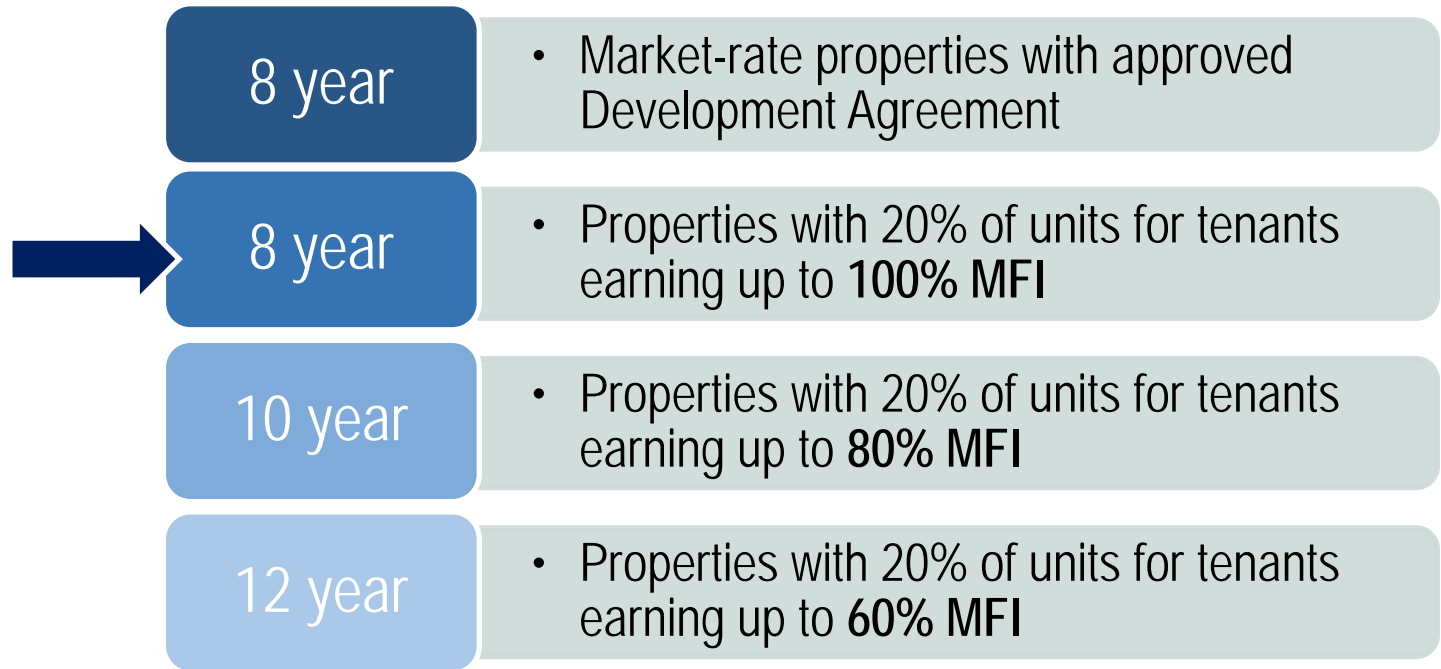 8 year
• Market-rate properties with approved
Development Agreement
8 year
• Properties with 20% of units for tenants
earning up to 100% MFI
10 year
• Properties with 20% of units for tenants
earning up to 80% MFI
12 year
• Properties with 20% of units for tenants
earning up to 60% MFI